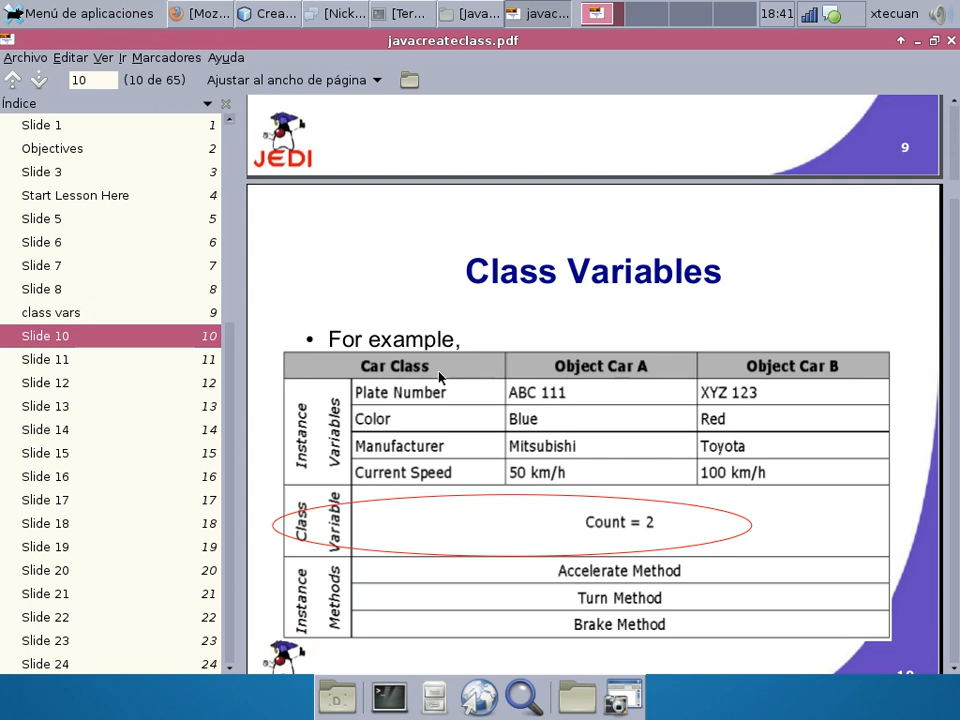 Menú de aplicaciones
[Moz...
Crea...
[Nick...
[Ter...
[Java...
javac...
18:41
xtecuan
javacreateclass.pdf
Archivo Editar Ver Ir Marcadores Ayuda
10 (10 de 65) Ajustar al ancho de página
Índice
Slide 1 1
Objectives 2
Slide 3 3
Start Lesson Here 4
Slide 5 5
Slide 6 6
Slide 7 7
Slide 8 8
class vars 9
Slide 10 10
Slide 11 11
Slide 12 12
Slide 13 13
Slide 14 14
Slide 15 15
Slide 16 16
Slide 17 17
Slide 18 18
Slide 19 19
Slide 20 20
Slide 21 21
Slide 22 22
Slide 23 23
Slide 24 24
JEDI
9
Class Variables
• For example,
Car Class Object Car A Object Car B
Instance Variables
Plate Number ABC 111 XYZ 123
Color Blue Red
Manufacturer Mitsubishi Toyota
Current Speed 50 km/h 100 km/h
Class Variable
Count = 2
Instance Methods
Accelerate Method
Turn Method
Brake Method
10